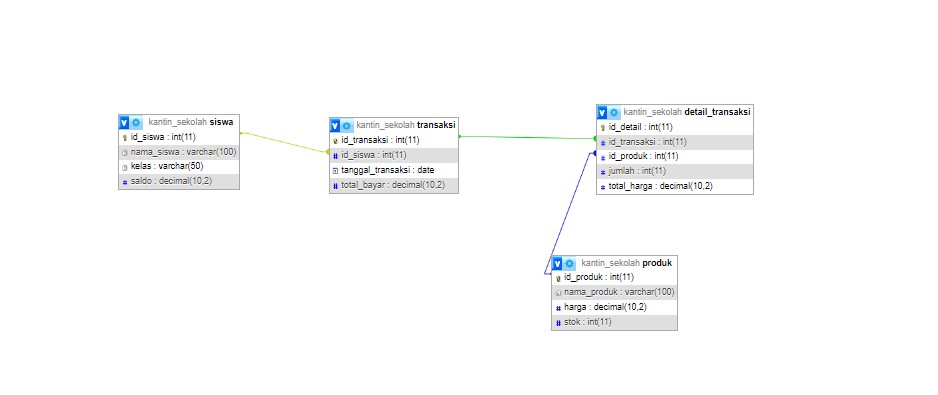 kantin_sekolah siswa
id_siswa : int(11)
nama_siswa : varchar(100)
kelas : varchar(50)
saldo : decimal(10,2)
kantin_sekolah transaksi
id_transaksi : int(11)
id_siswa : int(11)
tanggal_transaksi : date
total_bayar : decimal(10,2)
kantin_sekolah detail_transaksi
id_detail : int(11)
id_transaksi : int(11)
id_produk : int(11)
jumlah : int(11)
total_harga : decimal(10,2)
kantin_sekolah produk
id_produk : int(11)
nama_produk : varchar(100)
harga : decimal(10,2)
stok : int(11)